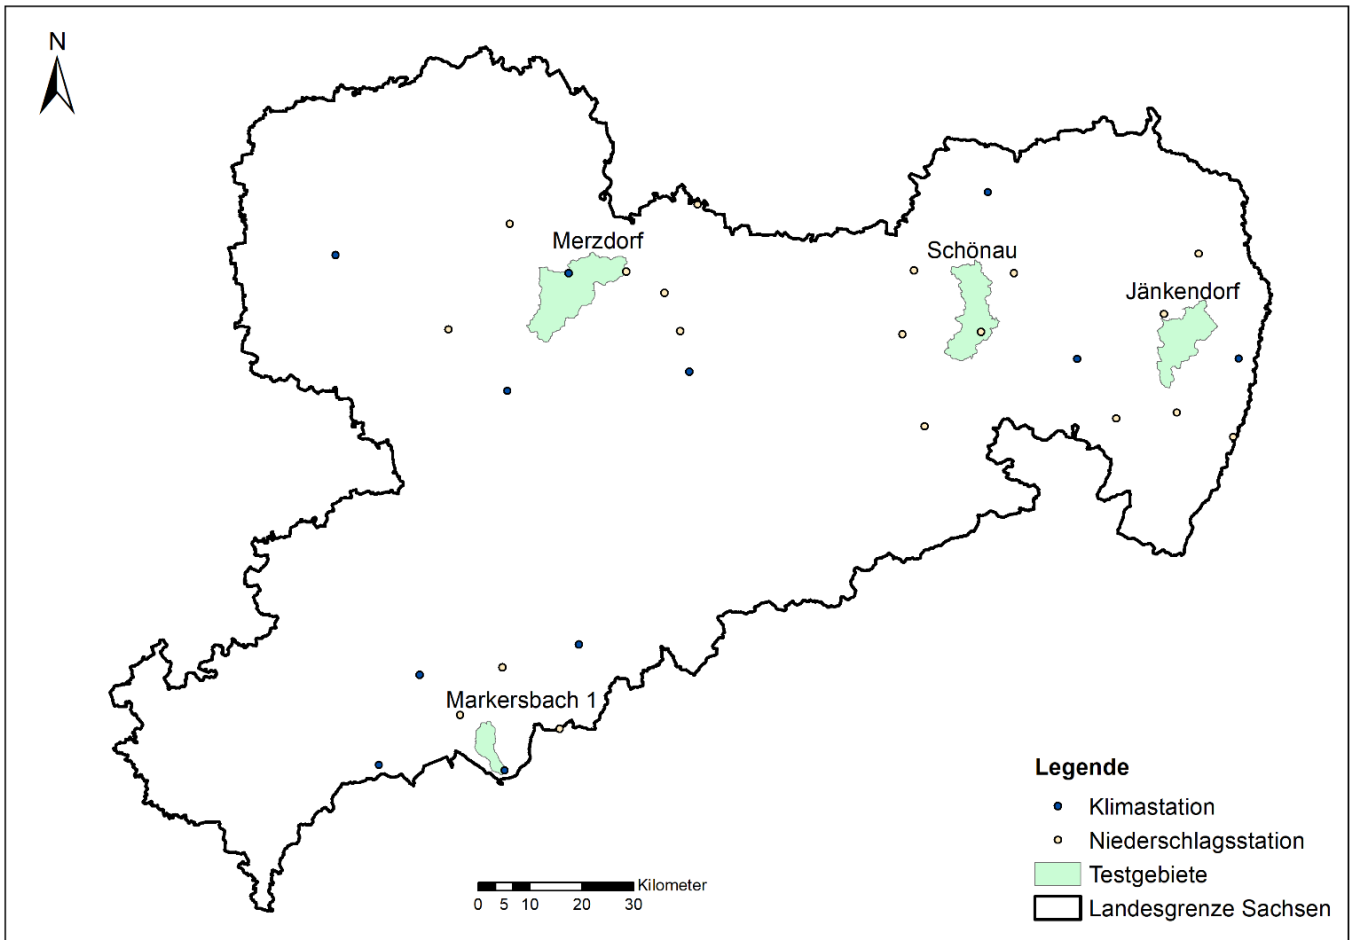 N
Merzdorf
Schönau
Jänkendorf
Markersbach 1
Legende
Klimastation
Niederschlagsstation
Testgebiete
Landesgrenze Sachsen
Kilometer
0 5 10 20 30